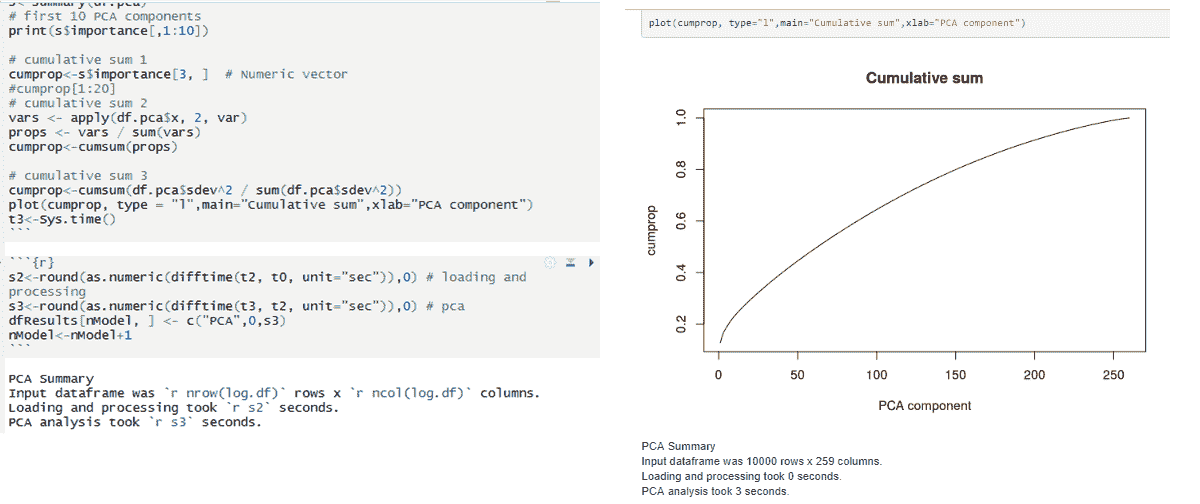 s<- summary(df.pca)
# first 10 PCA components
print(s$importance[,1:10])
# cumulative sum 1
cumprop<-s$importance[3, ]  # Numeric vector
#cumprop[1:20]
# cumulative sum 2
vars <- apply(df.pca$x, 2, var)
props <- vars / sum(vars)
cumprop<-cumsum(props)
# cumulative sum 3
cumprop<-cumsum(df.pca$sdev^2 / sum(df.pca$sdev^2))
plot(cumprop, type = "l",main="Cumulative sum",xlab="PCA component")
t3<-Sys.time()
```
```{r}
s2<-round(as.numeric(difftime(t2, t0, unit="sec")),0) # loading and
processing
s3<-round(as.numeric(difftime(t3, t2, unit="sec")),0) # pca
dfResults[nModel, ] <- c("PCA",0,s3)
nModel<-nModel+1
```
PCA Summary
Input dataframe was `r nrow(log.df)` rows x `r ncol(log.df)` columns.
Loading and processing took `r s2` seconds.
PCA analysis took `r s3` seconds.
plot(cumprop, type="l",main="Cumulative sum",xlab="PCA component")
Cumulative sum
cumprop
1.0
0.8
0.6
0.4
0.2
0 50 100 150 200 250
PCA component
PCA Summary
Input dataframe was 10000 rows x 259 columns.
Loading and processing took 0 seconds.
PCA analysis took 3 seconds.